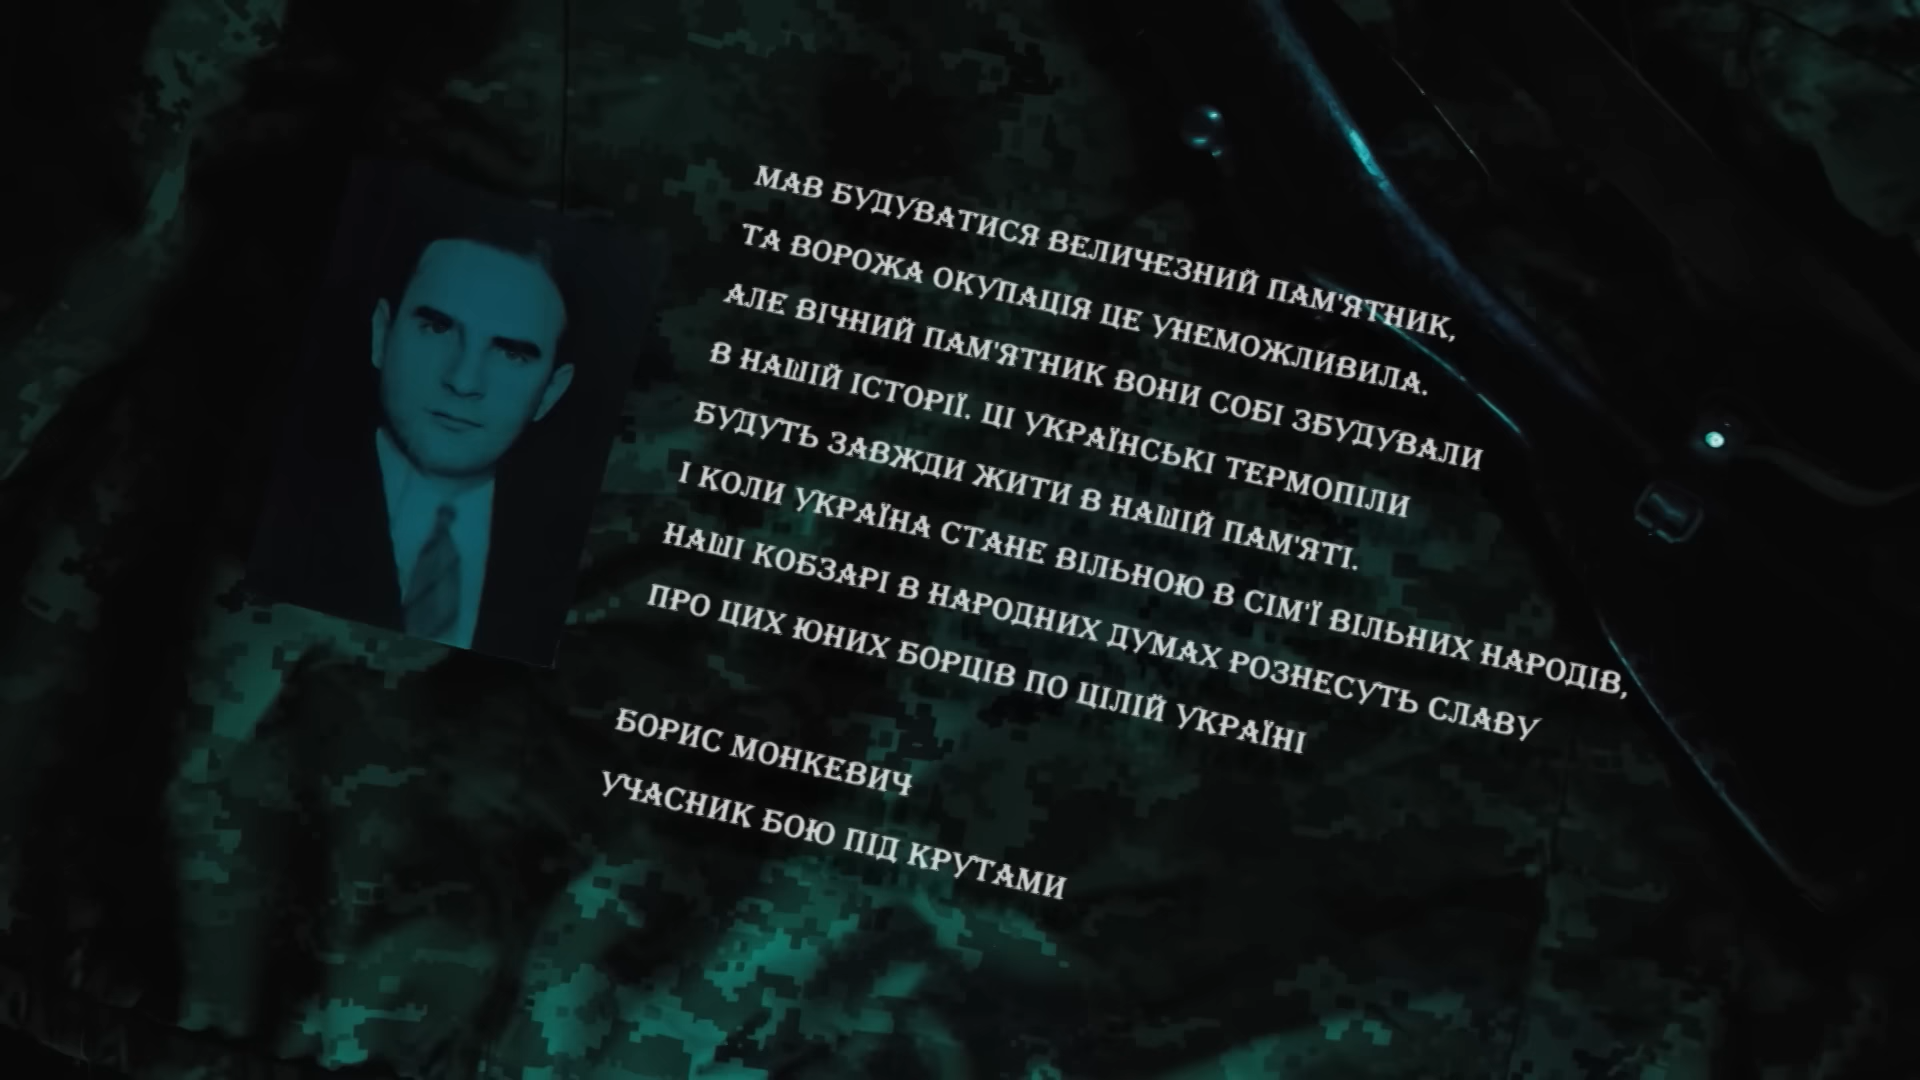 МАВ БУДУВАТИСЯ ВЕЛИЧЕЗНИЙ ПАМ'ЯТНИК,
ТА ВОРОЖА ОКУПАЦІЯ ЦЕ УНЕМОЖЛИВИЛА.
АЛЕ ВІЧНИЙ ПАМ'ЯТНИК ВОНИ СОБІ ЗБУДУВАЛИ
В НАШІЙ ІСТОРІЇ. ЦІ УКРАЇНСЬКІ ТЕРМОПІЛИ
БУДУТЬ ЗАВЖДИ ЖИТИ В НАШІЙ ПАМ'ЯТІ.
І КОЛИ УКРАЇНА СТАНЕ ВІЛЬНОЮ В СІМ'Ї ВІЛЬНИХ НАРОДІВ,
НАШІ КОБЗАРІ В НАРОДНИХ ДУМАХ РОЗНЕСУТЬ СЛАВУ
ПРО ЦИХ ЮНИХ БОРЦІВ ПО ЦІЛІЙ УКРАЇНІ
БОРИС МОНКЕВИЧ
УЧАСНИК БОЮ ПІД КРУТАМИ